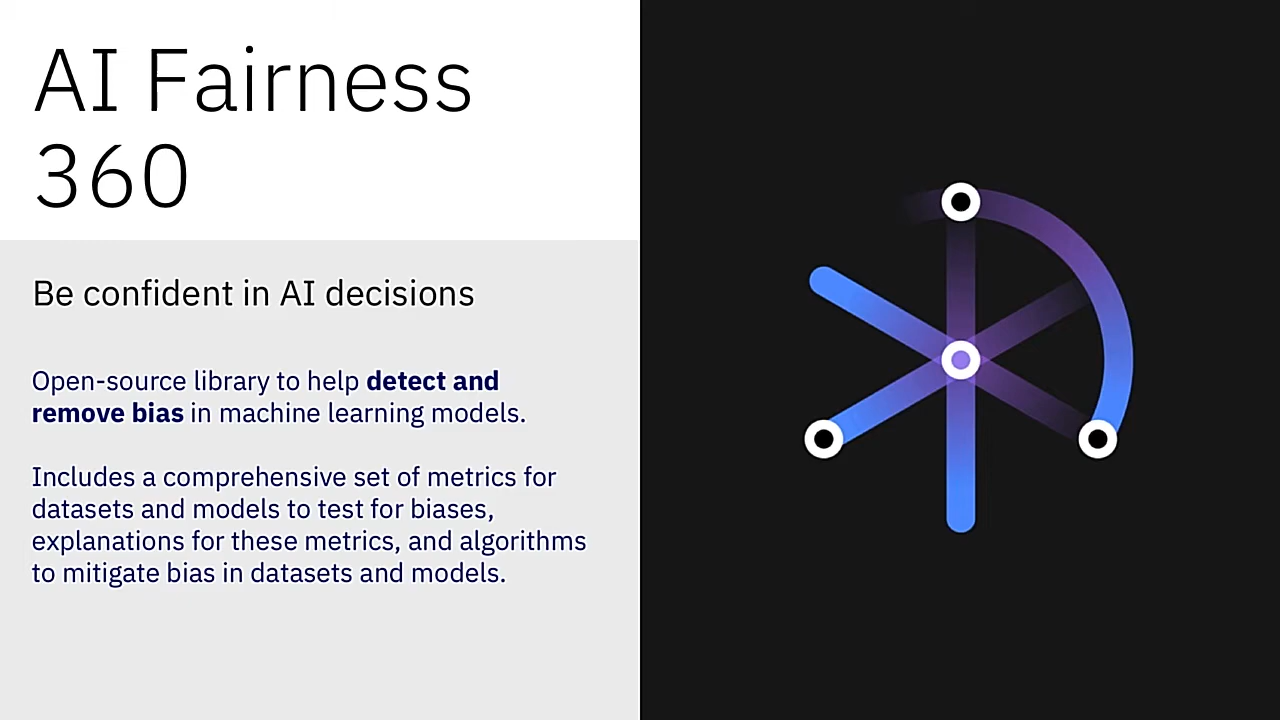 AI Fairness
360
Be confident in AI decisions
Open-source library to help detect and
remove bias in machine learning models.
Includes a comprehensive set of metrics for
datasets and models to test for biases,
explanations for these metrics, and algorithms
to mitigate bias in datasets and models.